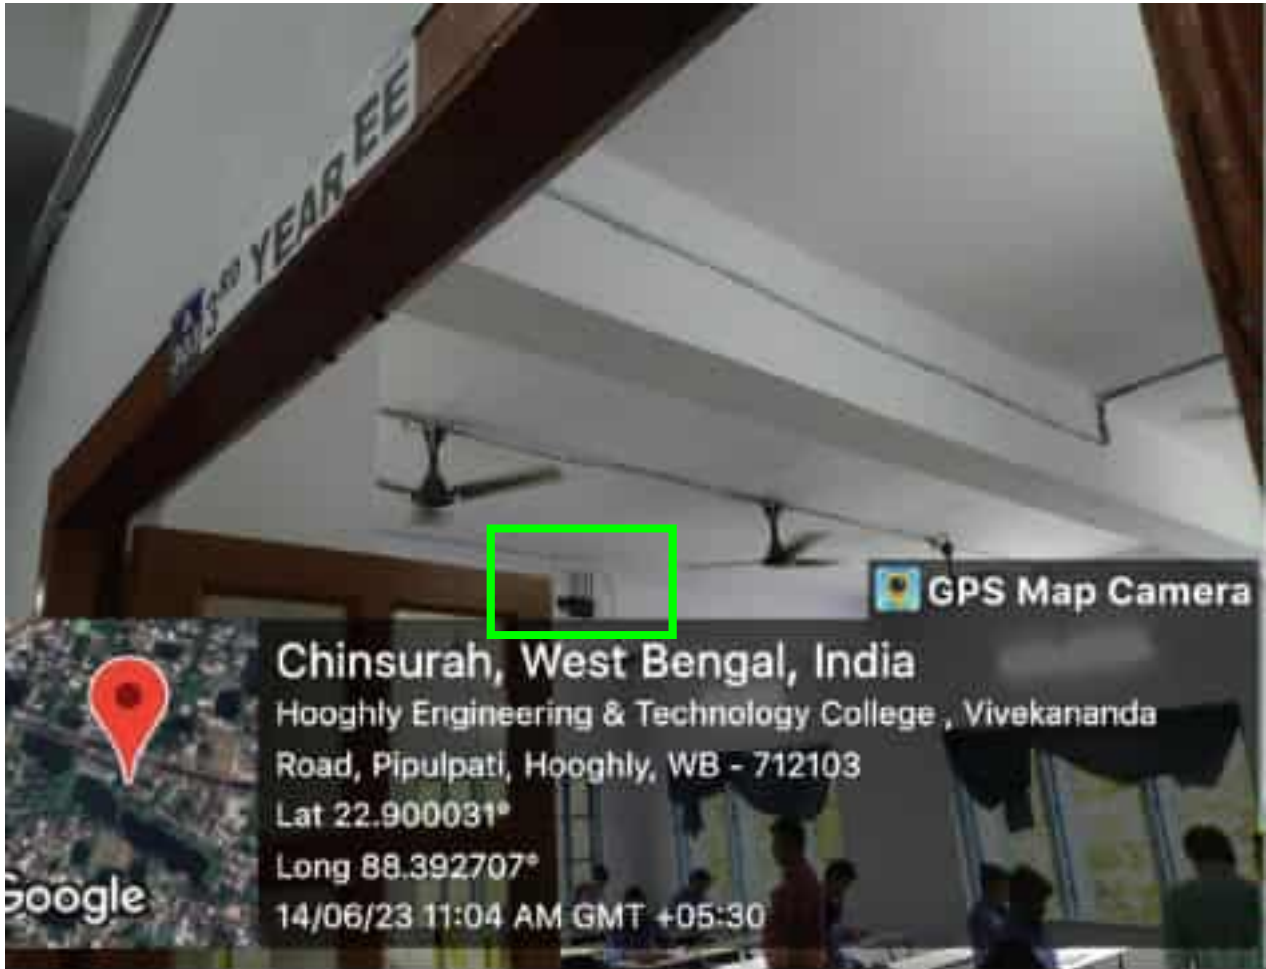 3RD YEAR EE
GPS Map Camera
Chinsurah, West Bengal, India
Hooghly Engineering & Technology College , Vivekananda
Road, Pipulpati, Hooghly, WB - 712103
Lat 22.900031°
Long 88.392707°
14/06/23 11:04 AM GMT +05:30
Google